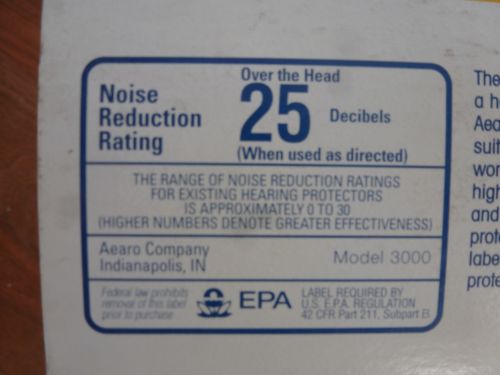 Noise
Reduction
Rating
Over the Head
25 Decibels
(When used as directed)
THE RANGE OF NOISE REDUCTION RATINGS
FOR EXISTING HEARING PROTECTORS
IS APPROXIMATELY 0 TO 30
(HIGHER NUMBERS DENOTE GREATER EFFECTIVENESS)
Aearo Company
Indianapolis, IN
Model 3000
Federal law prohibits
removal of this label
prior to purchase
EPA
LABEL REQUIRED BY
U.S. E.P.A. REGULATION
42 CFR Part 211, Subpart B
The
a h
Aea
suit
wor
high
and
prote
labe
prote